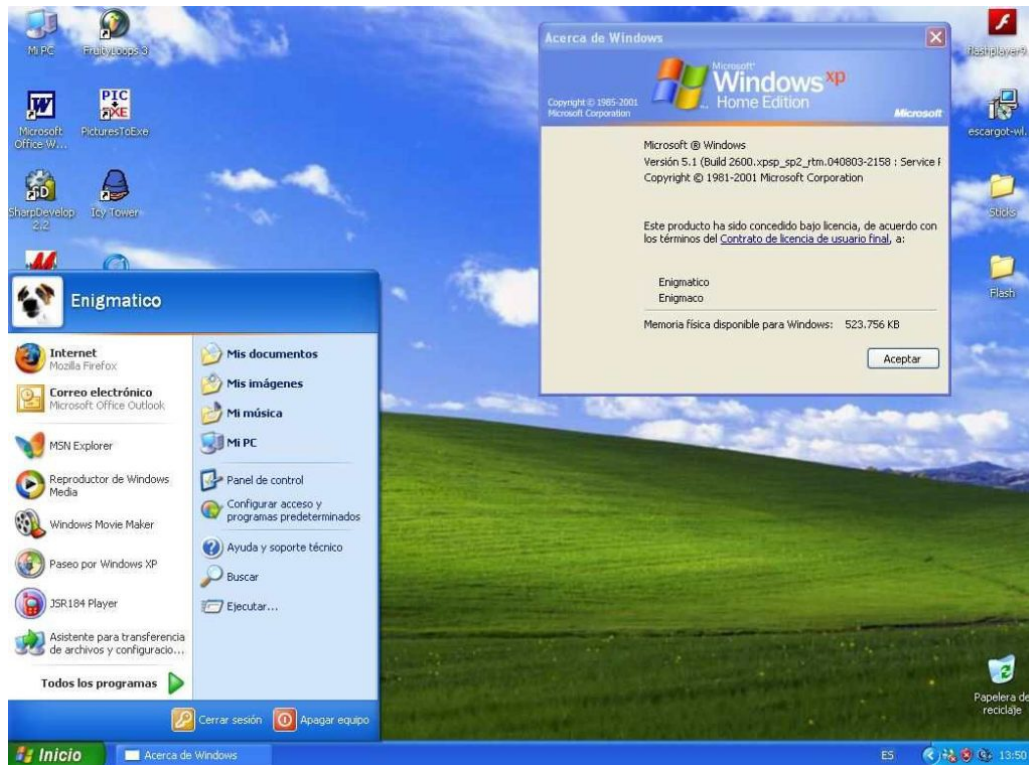 Mi PC
FruityLoops 3
Microsoft
Office W...
PicturesToExe
SharpDevelop
2.2
Icy Tower
Enigmatico
Internet
Mozilla Firefox
Correo electrónico
Microsoft Office Outlook
MSN Explorer
Reproductor de Windows
Media
Windows Movie Maker
Paseo por Windows XP
JSR184 Player
Asistente para transferencia
de archivos y configuracio...
Todos los programas
Mis documentos
Mis imágenes
Mi música
Mi PC
Panel de control
Configurar acceso y
programas predeterminados
Ayuda y soporte técnico
Buscar
Ejecutar...
Cerrar sesión
Apagar equipo
Acerca de Windows
Microsoft®
Windows xp
Home Edition
Copyright © 1985-2001
Microsoft Corporation
Microsoft
Microsoft ® Windows
Versión 5.1 (Build 2600.xpsp_sp2_rtm.040803-2158 : Service
Copyright © 1981-2001 Microsoft Corporation
Este producto ha sido concedido bajo licencia, de acuerdo con
los términos del Contrato de licencia de usuario final, a:
Enigmatico
Enigmaco
Memoria física disponible para Windows: 523.756 KB
Aceptar
flashplayer9
escargot-wl.
Sticks
Flash
Papelera de
reciclaje
Inicio
Acerca de Windows
ES
13:50